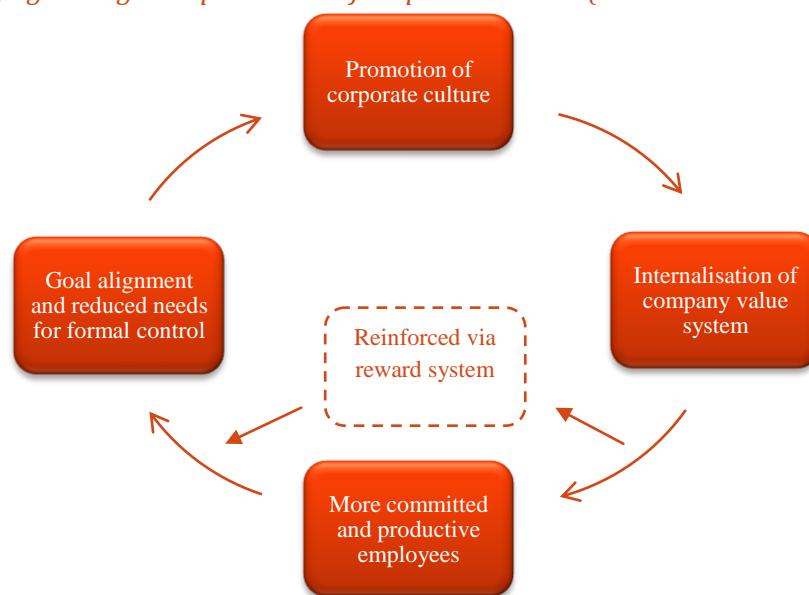 Promotion of
corporate culture
Internalisation of
company value
system
Goal alignment
and reduced needs
for formal control
Reinforced via
reward system
More committed
and productive
employees